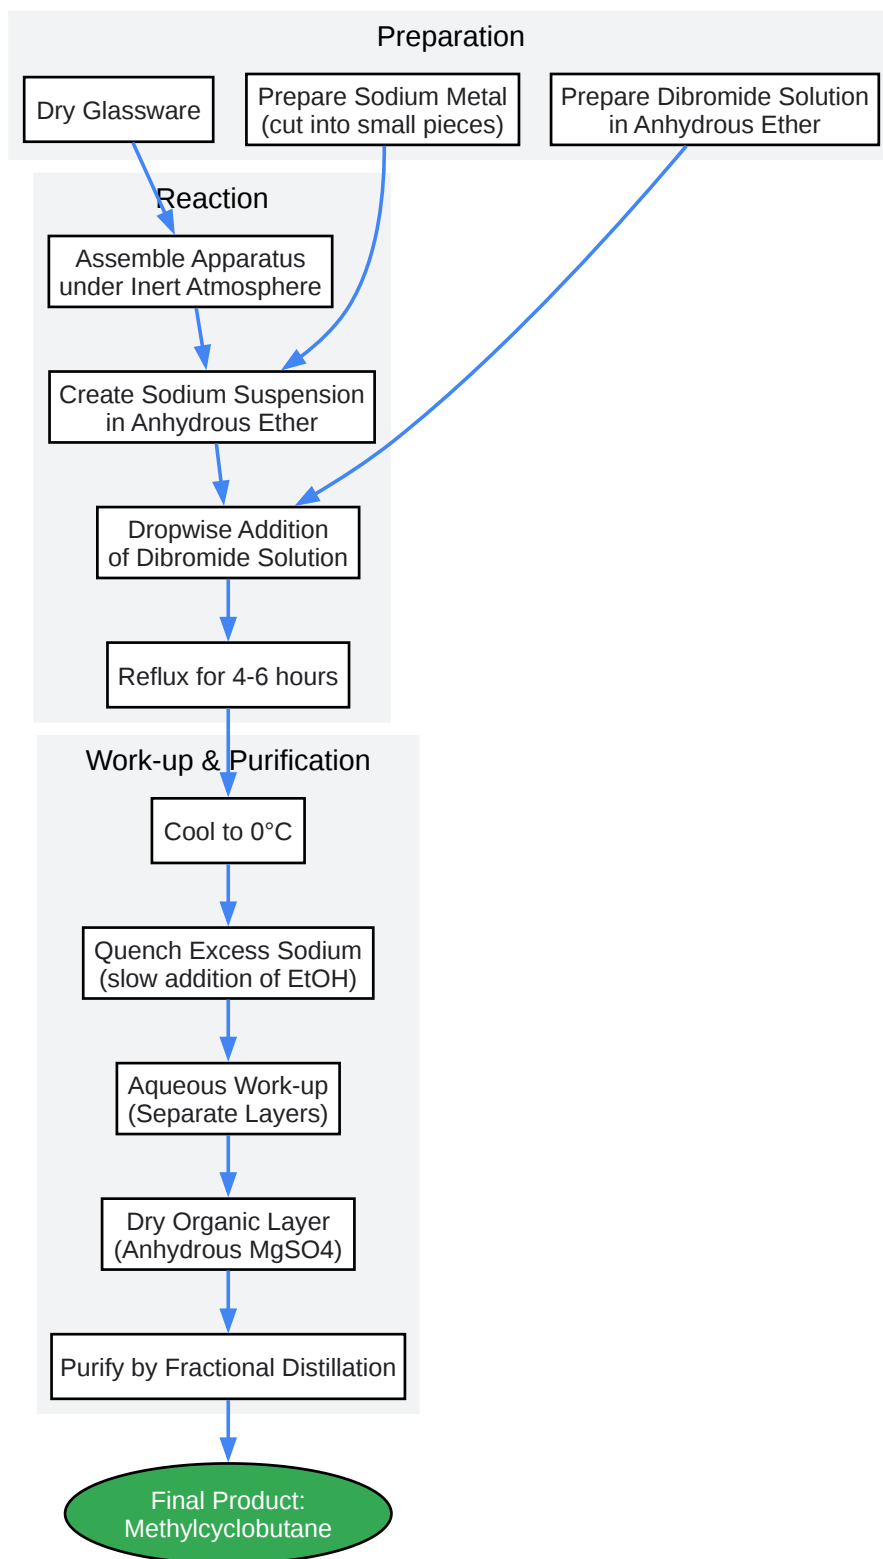 Preparation
Dry Glassware
Prepare Sodium Metal
(cut into small pieces)
Prepare Dibromide Solution
in Anhydrous Ether
Reaction
Assemble Apparatus
under Inert Atmosphere
Create Sodium Suspension
in Anhydrous Ether
Dropwise Addition
of Dibromide Solution
Reflux for 4-6 hours
Work-up & Purification
Cool to 0°C
Quench Excess Sodium
(slow addition of EtOH)
Aqueous Work-up
(Separate Layers)
Dry Organic Layer
(Anhydrous MgSO4)
Purify by Fractional Distillation
Final Product:
Methylcyclobutane